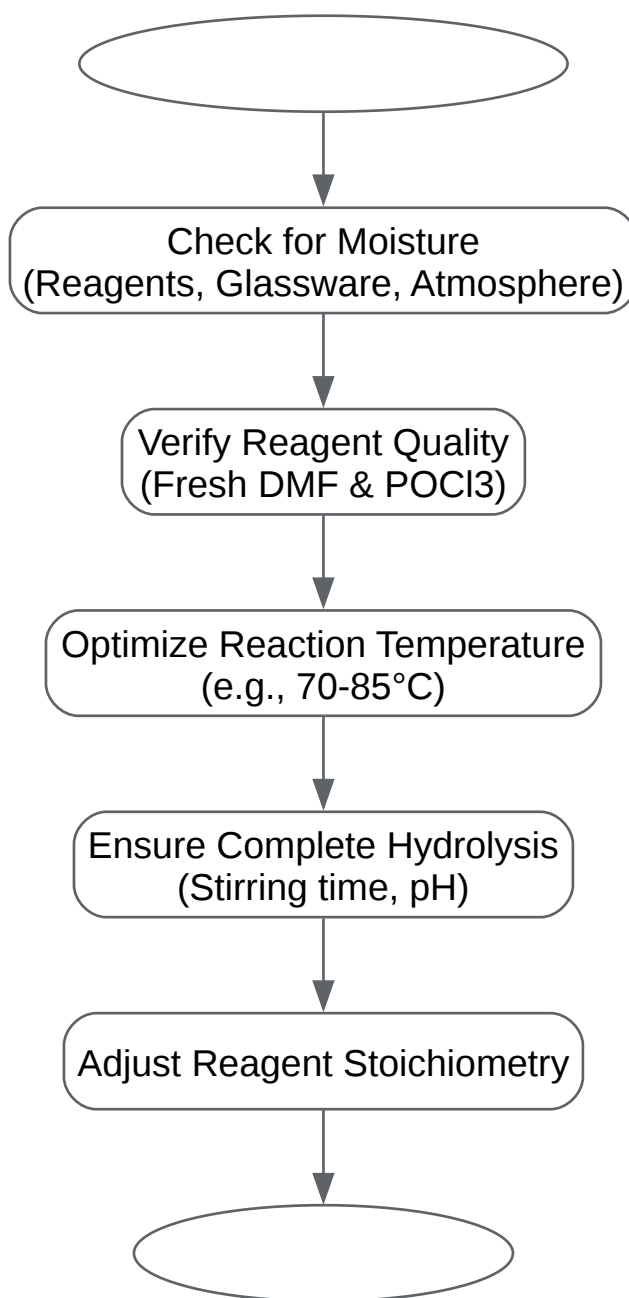 Check for Moisture
(Reagents, Glassware, Atmosphere)
Verify Reagent Quality
(Fresh DMF & POCl3)
Optimize Reaction Temperature
(e.g., 70-85°C)
Ensure Complete Hydrolysis
(Stirring time, pH)
Adjust Reagent Stoichiometry